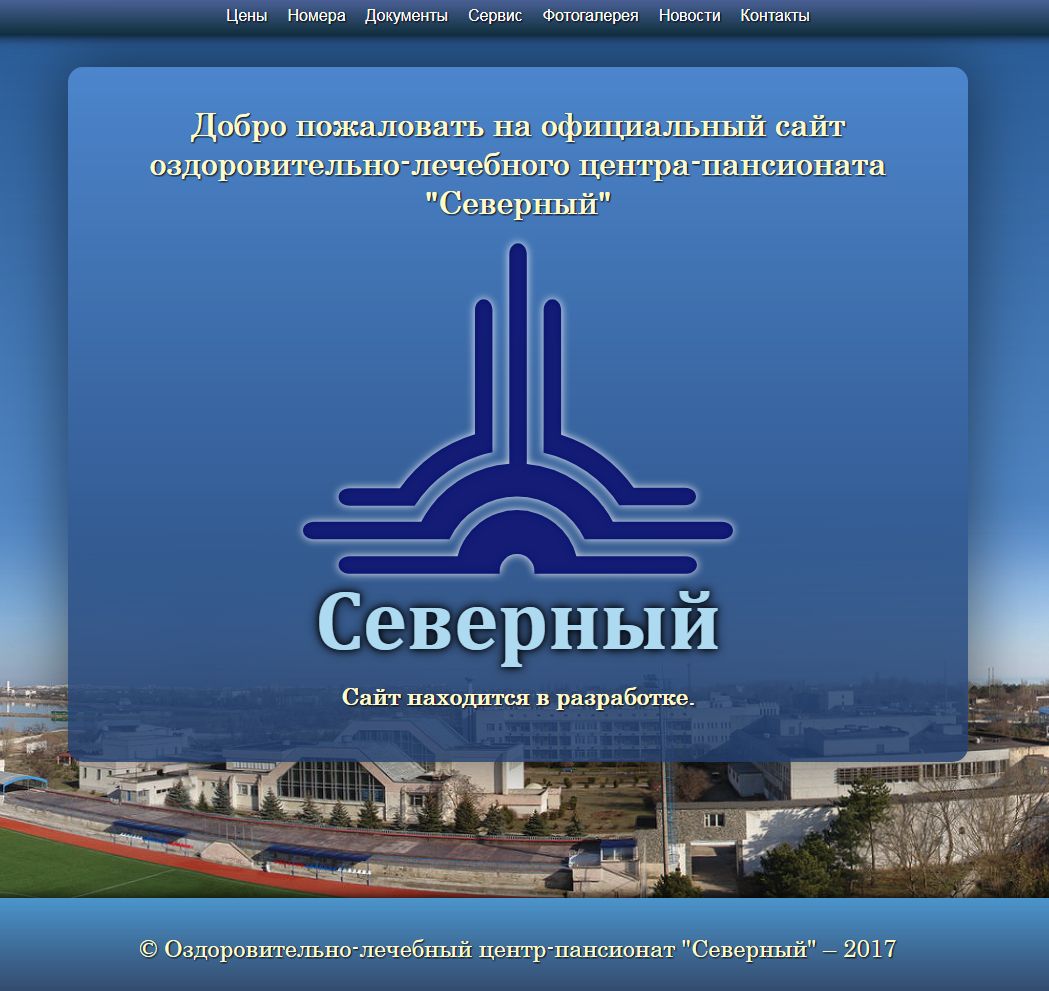 Цены Номера Документы Сервис Фотогалерея Новости Контакты
Добро пожаловать на официальный сайт
оздоровительно-лечебного центра-пансионата
"Северный"
Северный
Сайт находится в разработке.
© Оздоровительно-лечебный центр-пансионат "Северный" – 2017